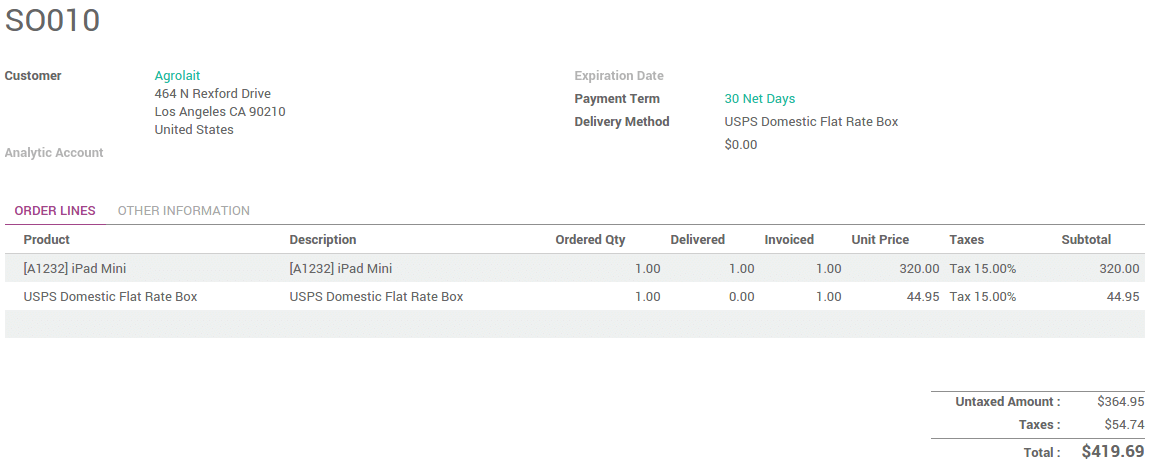 SO010
Customer Agrolait
464 N Rexford Drive
Los Angeles CA 90210
United States
Analytic Account
Expiration Date
Payment Term 30 Net Days
Delivery Method USPS Domestic Flat Rate Box
$0.00
ORDER LINES OTHER INFORMATION
Product Description Ordered Qty Delivered Invoiced Unit Price Taxes Subtotal
[A1232] iPad Mini [A1232] iPad Mini 1.00 1.00 1.00 320.00 Tax 15.00% 320.00
USPS Domestic Flat Rate Box USPS Domestic Flat Rate Box 1.00 0.00 1.00 44.95 Tax 15.00% 44.95
Untaxed Amount : $364.95
Taxes : $54.74
Total : $419.69